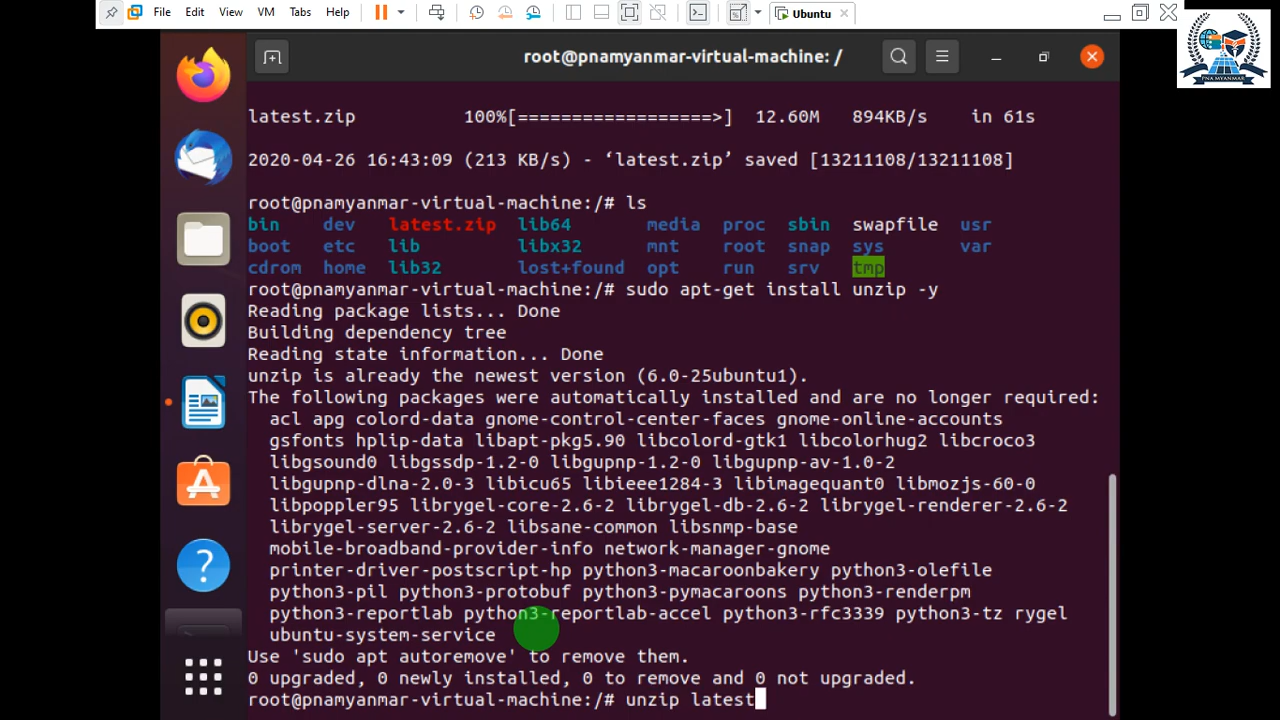 File Edit View VM Tabs Help Ubuntu
root@pnamyanmar-virtual-machine: /
latest.zip 100%[==================>] 12.60M 894KB/s in 61s
2020-04-26 16:43:09 (213 KB/s) - ‘latest.zip’ saved [13211108/13211108]
root@pnamyanmar-virtual-machine:/# ls
bin dev latest.zip lib64 media proc sbin swapfile usr
boot etc lib libx32 mnt root snap sys var
cdrom home lib32 lost+found opt run srv tmp
root@pnamyanmar-virtual-machine:/# sudo apt-get install unzip -y
Reading package lists... Done
Building dependency tree
Reading state information... Done
unzip is already the newest version (6.0-25ubuntu1).
The following packages were automatically installed and are no longer required:
acl apg colord-data gnome-control-center-faces gnome-online-accounts
gsfonts hplip-data libapt-pkg5.90 libcolord-gtk1 libcolorhug2 libcroco3
libgsound0 libgssdp-1.2-0 libgupnp-1.2-0 libgupnp-av-1.0-2
libgupnp-dlna-2.0-3 libicu65 libieee1284-3 libimagequant0 libmozjs-60-0
libpoppler95 librygel-core-2.6-2 librygel-db-2.6-2 librygel-renderer-2.6-2
librygel-server-2.6-2 libsane-common libsnmp-base
mobile-broadband-provider-info network-manager-gnome
printer-driver-postscript-hp python3-macaroonbakery python3-olefile
python3-pil python3-protobuf python3-pymacaroons python3-renderpm
python3-reportlab python3-reportlab-accel python3-rfc3339 python3-tz rygel
ubuntu-system-service
Use 'sudo apt autoremove' to remove them.
0 upgraded, 0 newly installed, 0 to remove and 0 not upgraded.
root@pnamyanmar-virtual-machine:/# unzip latest
PNA MYANMAR